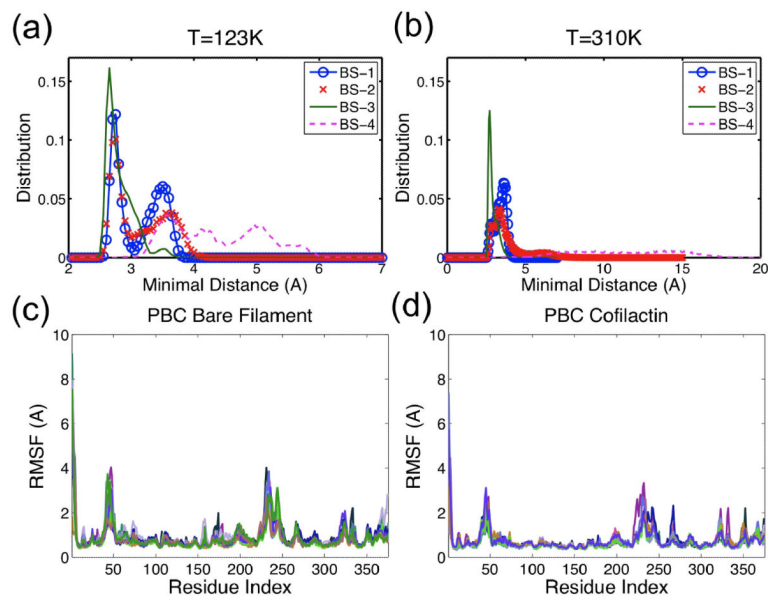 (a)
T=123K
0.15
0.1
0.05
0
Distribution
BS-1
BS-2
BS-3
BS-4
2 3 4 5 6 7
Minimal Distance (A)
(b)
T=310K
0.15
0.1
0.05
0
Distribution
BS-1
BS-2
BS-3
BS-4
0 5 10 15 20
Minimal Distance (A)
(c)
PBC Bare Filament
10
8
6
4
2
0
RMSF (A)
50 100 150 200 250 300 350
Residue Index
(d)
PBC Cofilactin
10
8
6
4
2
0
RMSF (A)
50 100 150 200 250 300 350
Residue Index